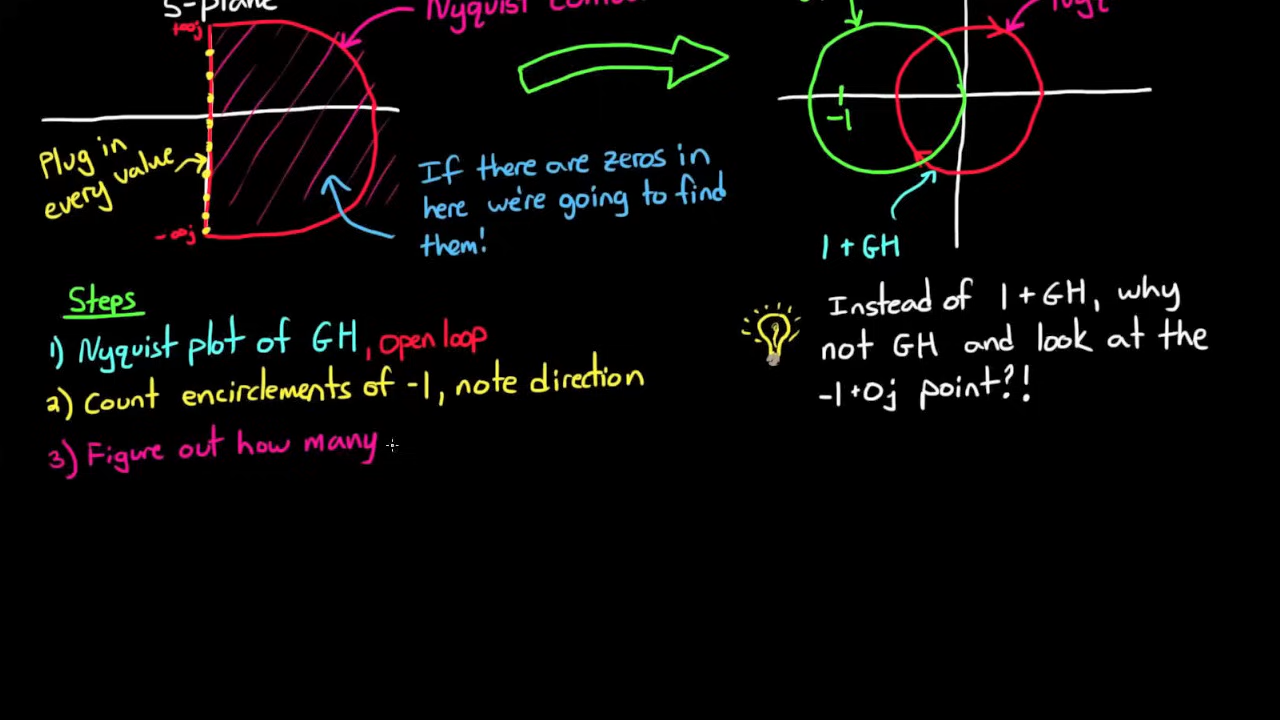 S-plane
Nyquist
+∞j
-1
Plug in
every value
If there are zeros in
here we're going to find
them!
-∞j
1 + GH
Steps
1) Nyquist plot of GH, open loop
2) Count encirclements of -1, note direction
3) Figure out how many
Instead of 1 + GH, why
not GH and look at the
-1+0j point?!